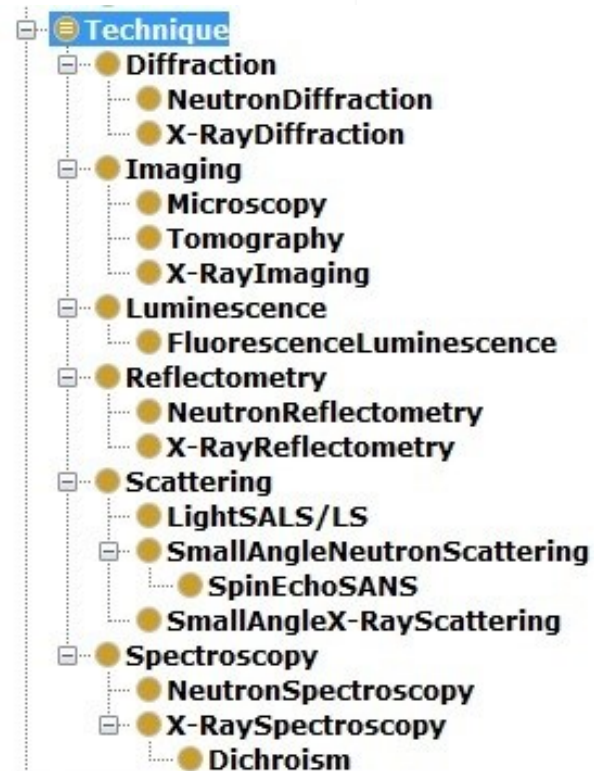 Technique
Diffraction
NeutronDiffraction
X-RayDiffraction
Imaging
Microscopy
Tomography
X-RayImaging
Luminescence
FluorescenceLuminescence
Reflectometry
NeutronReflectometry
X-RayReflectometry
Scattering
LightSALS/LS
SmallAngleNeutronScattering
SpinEchoSANS
SmallAngleX-RayScattering
Spectroscopy
NeutronSpectroscopy
X-RaySpectroscopy
Dichroism